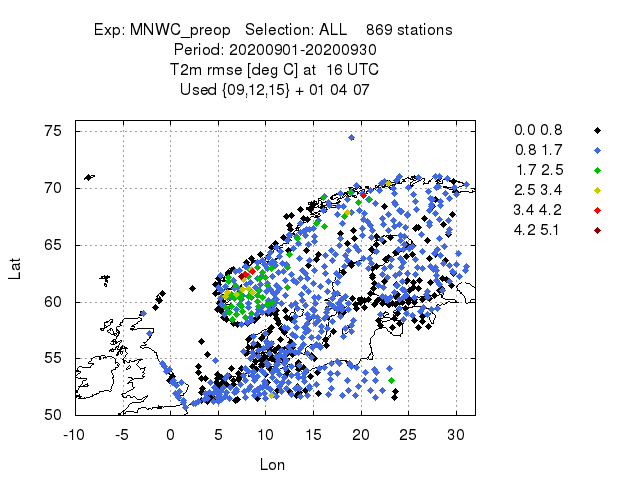 Exp: MNWC_preop   Selection: ALL    869 stations
Period: 20200901-20200930
T2m rmse [deg C] at  16 UTC
Used {09,12,15} + 01 04 07
0.0 0.8
0.8 1.7
1.7 2.5
2.5 3.4
3.4 4.2
4.2 5.1
Lat
75
70
65
60
55
50
-10 -5 0 5 10 15 20 25 30
Lon